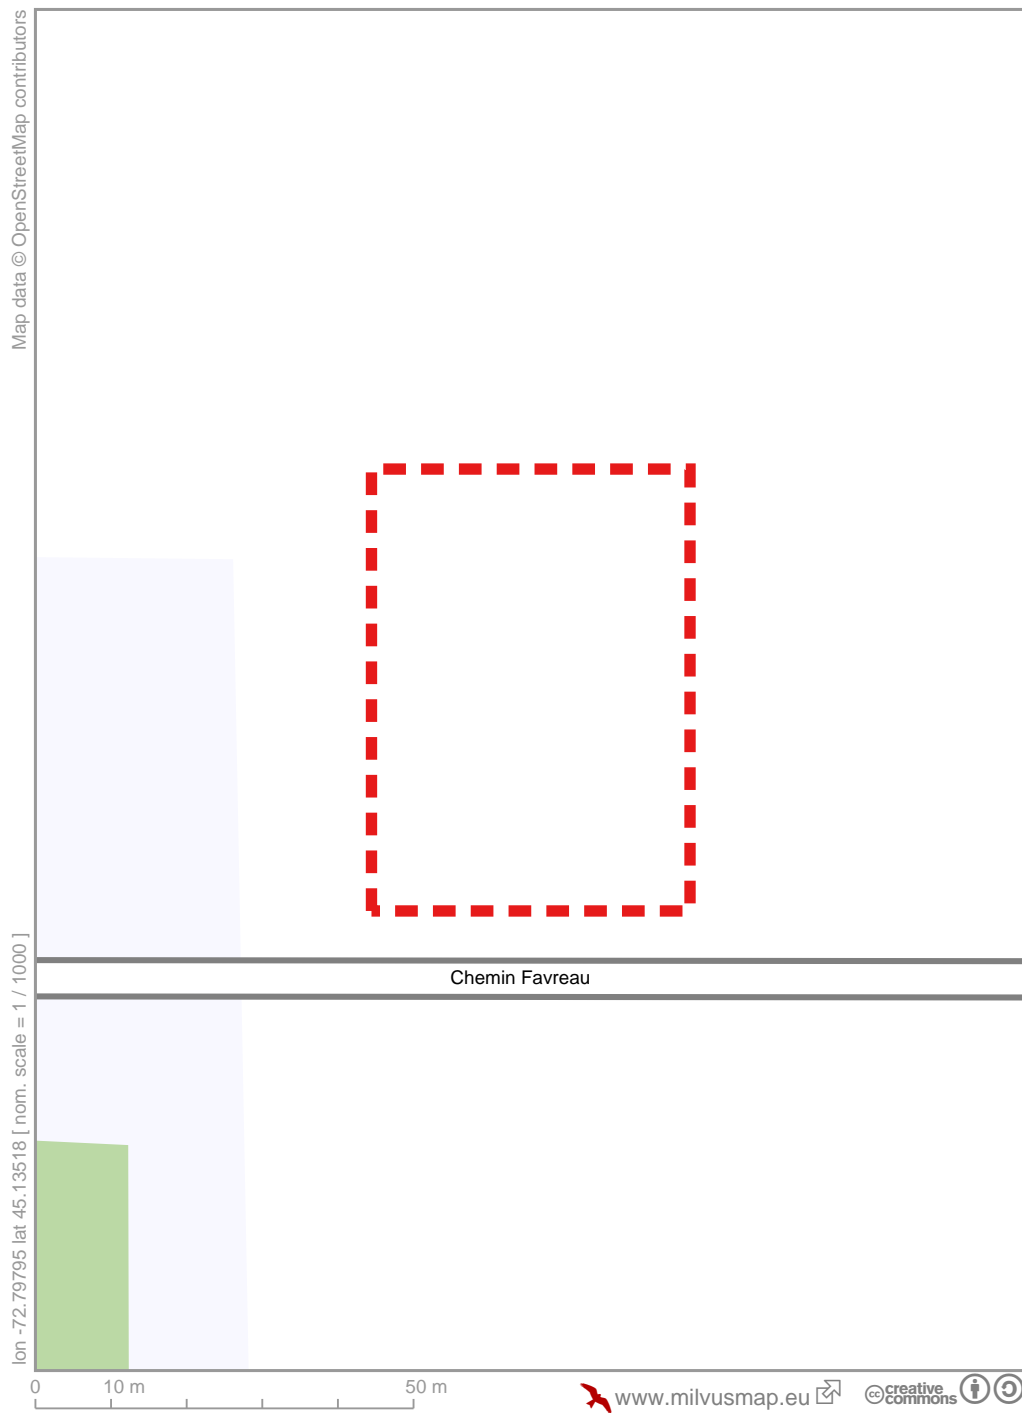 Map data © OpenStreetMap contributors
lon -72.79795 lat 45.13518 [ nom. scale = 1 / 1000 ]
Chemin Favreau
0 10 m 50 m
www.milvusmap.eu
cc creative commons